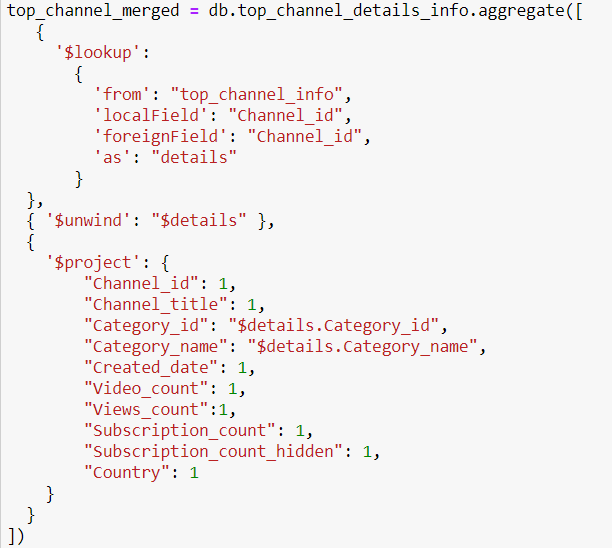 top_channel_merged = db.top_channel_details_info.aggregate([
   {
     '$lookup':
       {
         'from': "top_channel_info",
         'localField': "Channel_id",
         'foreignField': "Channel_id",
         'as': "details"
       }
  },
  { '$unwind': "$details" },
  {
    '$project': {
        "Channel_id": 1,
        "Channel_title": 1,
        "Category_id": "$details.Category_id",
        "Category_name": "$details.Category_name",
        "Created_date": 1,
        "Video_count": 1,
        "Views_count":1,
        "Subscription_count": 1,
        "Subscription_count_hidden": 1,
        "Country": 1
    }
  }
])